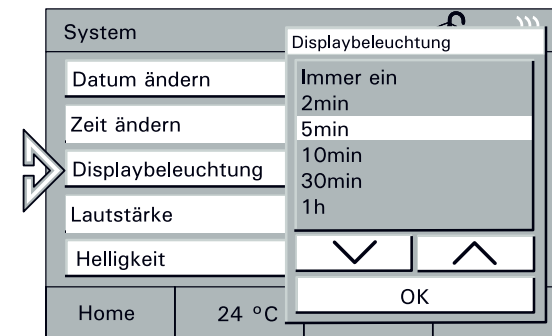 System
Datum ändern
Zeit ändern
Displaybeleuchtung
Lautstärke
Helligkeit
Home
24 °C
Displaybeleuchtung
Immer ein
2min
5min
10min
30min
1h
OK